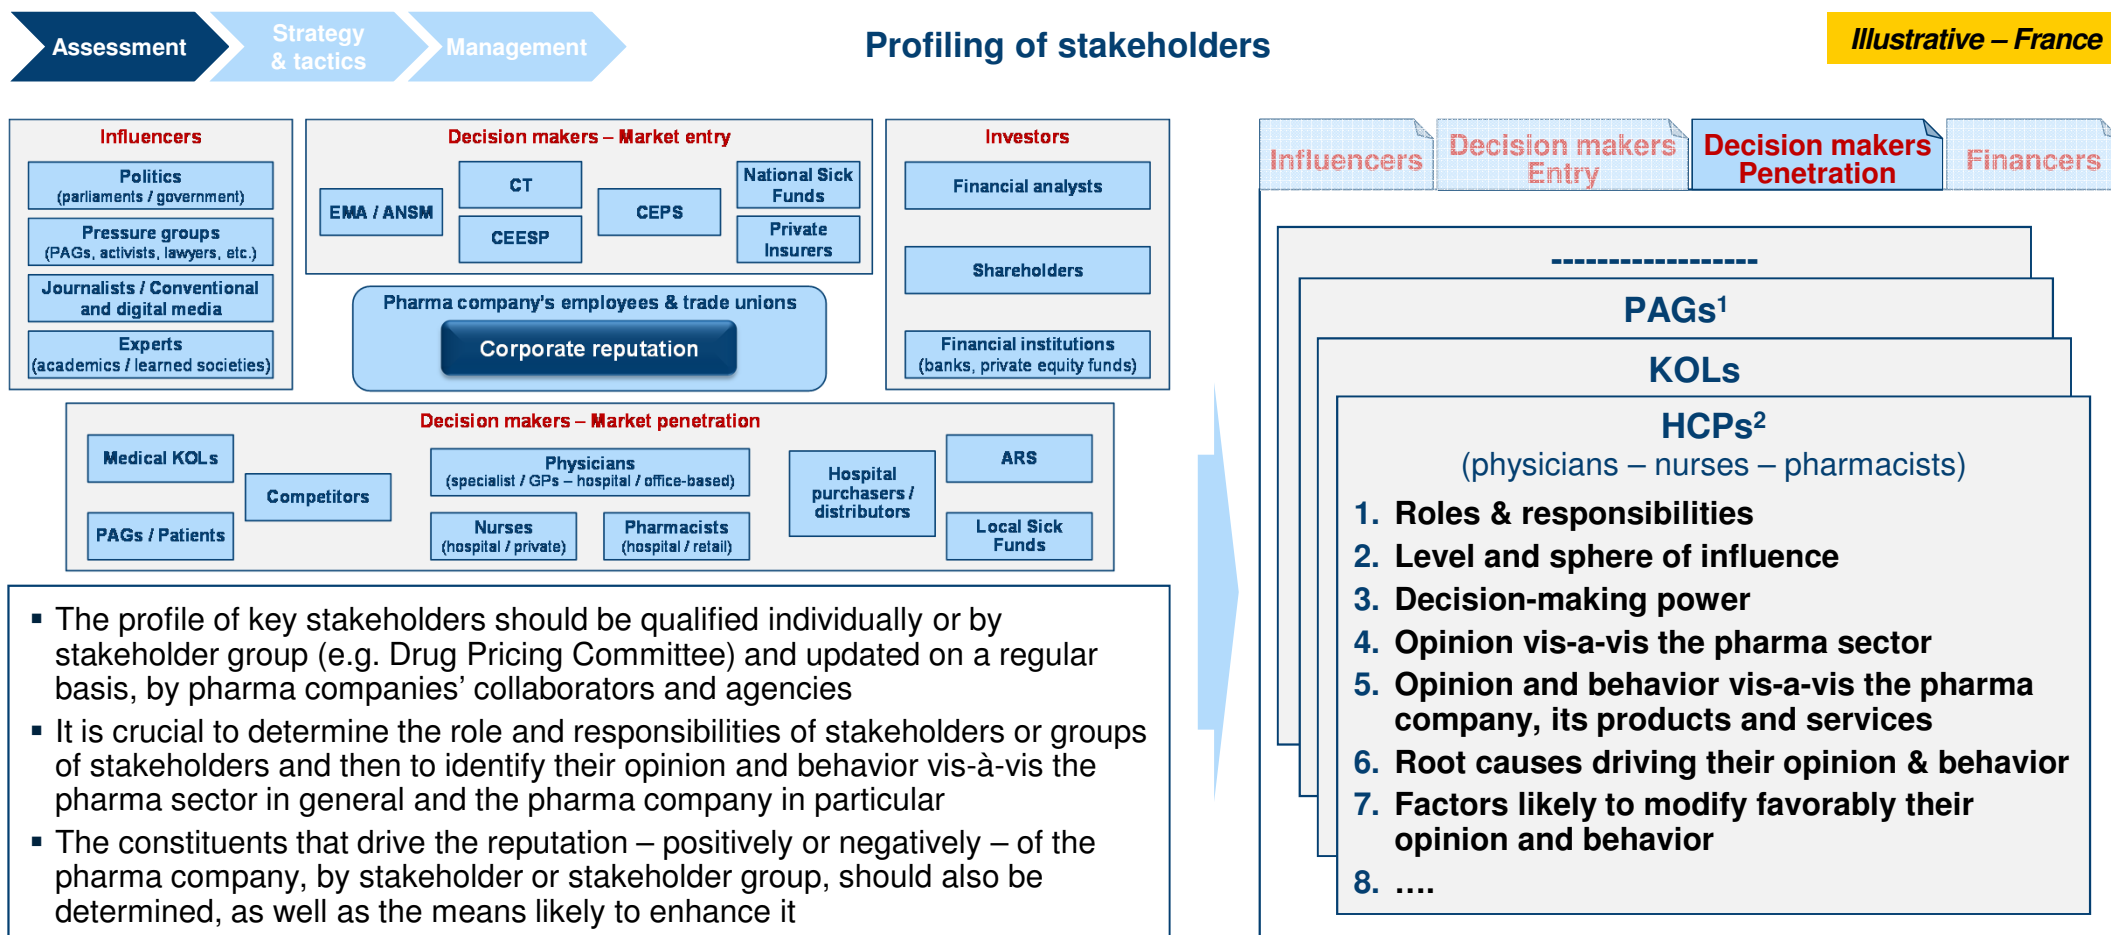 Assessment
Strategy
& tactics
Management
Profiling of stakeholders
Illustrative – France
Influencers
Politics
(parliaments / government)
Pressure groups
(PAGs, activists, lawyers, etc.)
Journalists / Conventional
and digital media
Experts
(academics / learned societies)
Decision makers – Market entry
EMA / ANSM
CT
CEESP
CEPS
National Sick
Funds
Private
Insurers
Pharma company's employees & trade unions
Corporate reputation
Investors
Financial analysts
Shareholders
Financial institutions
(banks, private equity funds)
Decision makers – Market penetration
Medical KOLs
PAGs / Patients
Competitors
Physicians
(specialist / GPs – hospital / office-based)
Nurses
(hospital / private)
Pharmacists
(hospital / retail)
Hospital
purchasers /
distributors
ARS
Local Sick
Funds
▪ The profile of key stakeholders should be qualified individually or by
stakeholder group (e.g. Drug Pricing Committee) and updated on a regular
basis, by pharma companies' collaborators and agencies
▪ It is crucial to determine the role and responsibilities of stakeholders or groups
of stakeholders and then to identify their opinion and behavior vis-à-vis the
pharma sector in general and the pharma company in particular
▪ The constituents that drive the reputation – positively or negatively – of the
pharma company, by stakeholder or stakeholder group, should also be
determined, as well as the means likely to enhance it
Influencers
Decision makers
Entry
Decision makers
Penetration
Financers
------------------
PAGs¹
KOLs
HCPs²
(physicians – nurses – pharmacists)
1. Roles & responsibilities
2. Level and sphere of influence
3. Decision-making power
4. Opinion vis-a-vis the pharma sector
5. Opinion and behavior vis-a-vis the pharma
company, its products and services
6. Root causes driving their opinion & behavior
7. Factors likely to modify favorably their
opinion and behavior
8. ....